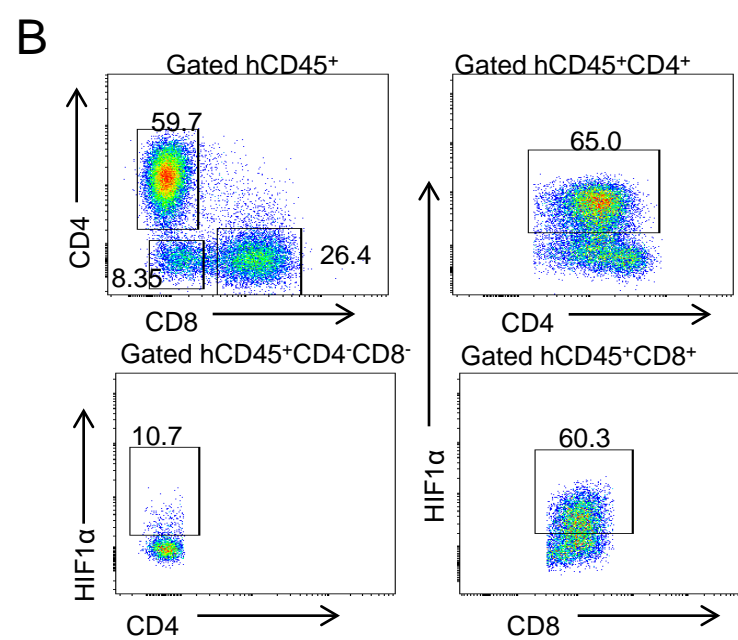 B
Gated hCD45⁺
59.7
CD4
8.35
26.4
CD8
Gated hCD45⁺CD4⁺
65.0
CD4
Gated hCD45⁺CD4⁻CD8⁻
10.7
HIF1α
CD4
Gated hCD45⁺CD8⁺
60.3
HIF1α
CD8